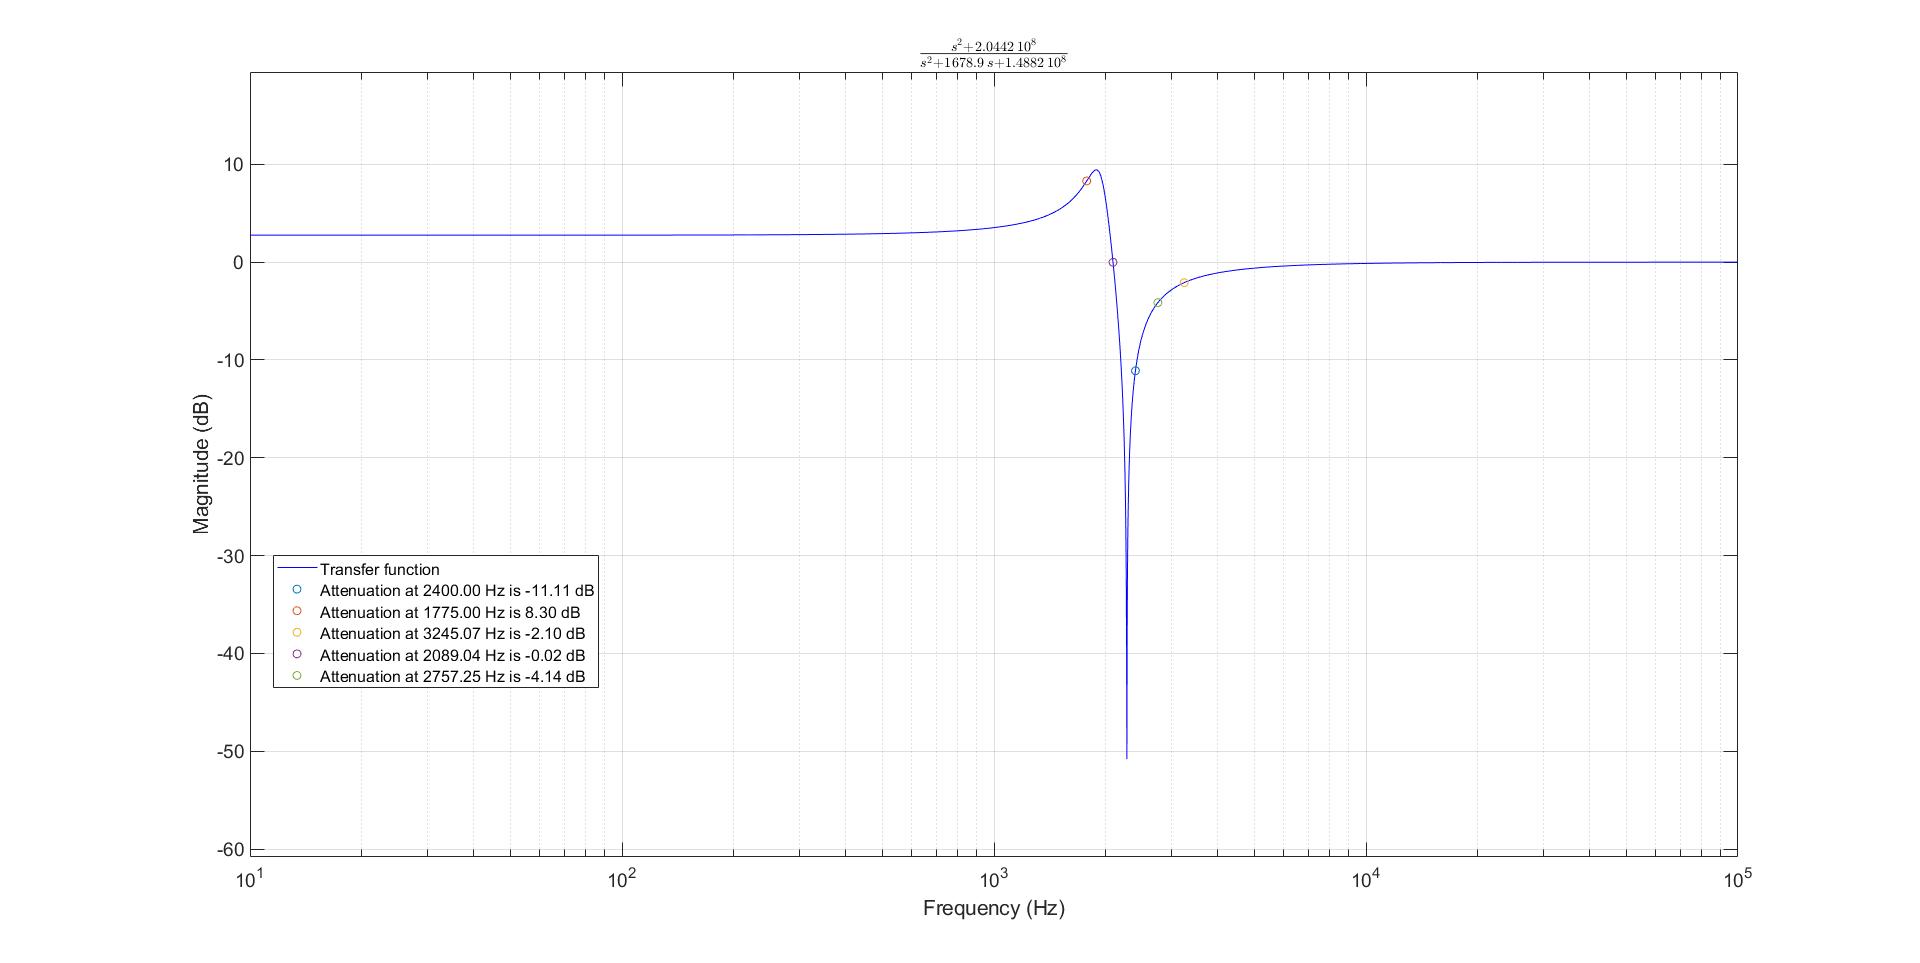 s²+2.0442 10⁸
s²+1678.9 s+1.4882 10⁸
10
0
-10
-20
-30
-40
-50
-60
Magnitude (dB)
Transfer function
Attenuation at 2400.00 Hz is -11.11 dB
Attenuation at 1775.00 Hz is 8.30 dB
Attenuation at 3245.07 Hz is -2.10 dB
Attenuation at 2089.04 Hz is -0.02 dB
Attenuation at 2757.25 Hz is -4.14 dB
10¹ 10² 10³ 10⁴ 10⁵
Frequency (Hz)